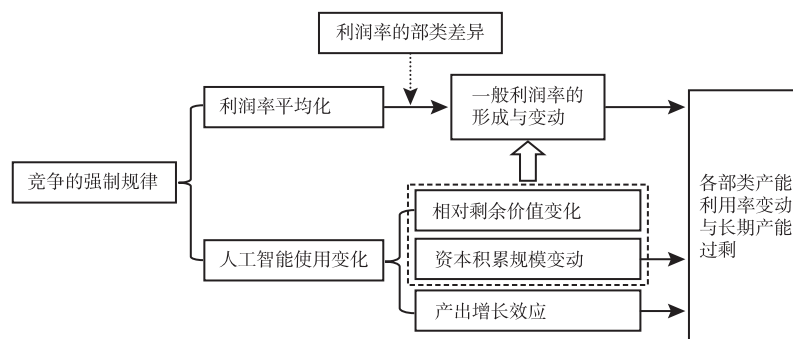 利润率的部类差异
利润率平均化
一般利润率的
形成与变动
竞争的强制规律
各部类产能
利用率变动
与长期产能
过剩
相对剩余价值变化
人工智能使用变化
资本积累规模变动
产出增长效应